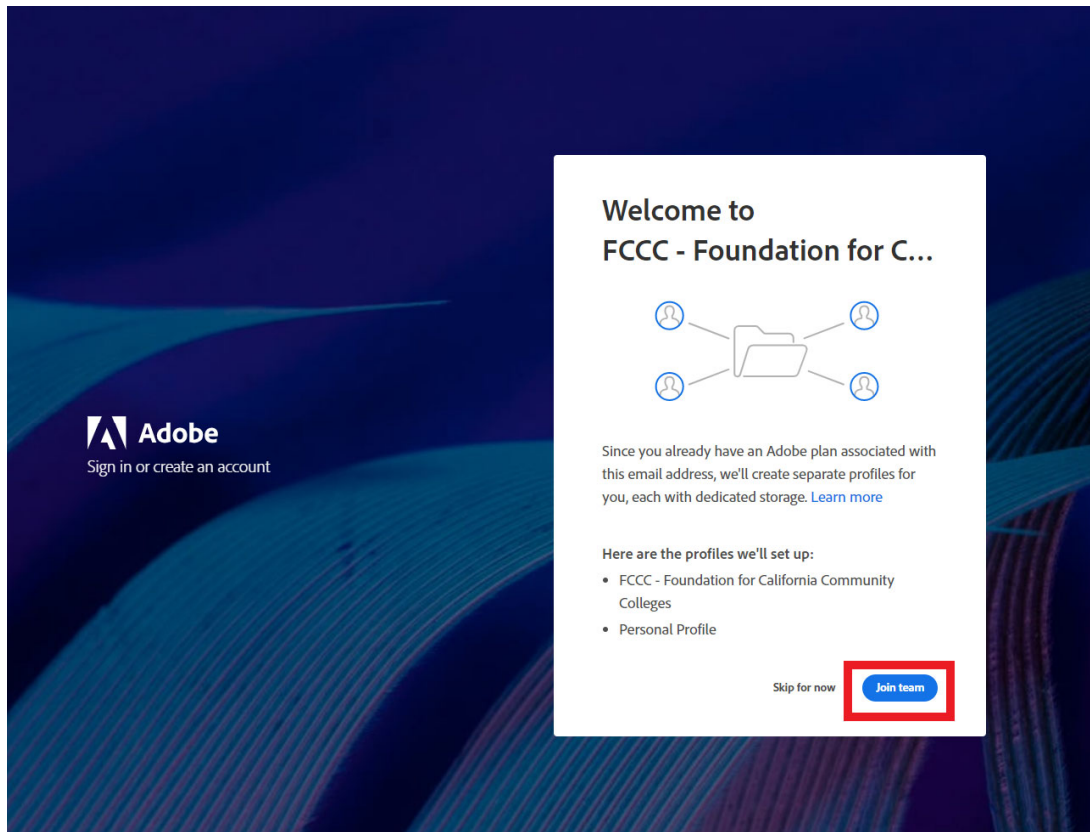 Welcome to
FCCC - Foundation for C...
Adobe
Sign in or create an account
Since you already have an Adobe plan associated with
this email address, we'll create separate profiles for
you, each with dedicated storage. Learn more
Here are the profiles we'll set up:
• FCCC - Foundation for California Community
Colleges
• Personal Profile
Skip for now
Join team